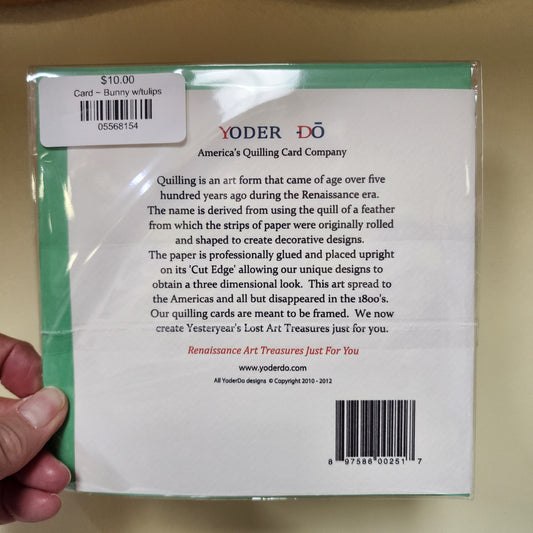 $10.00
Card ~ Bunny w/tulips
05568154
YODER DŌ
America's Quilling Card Company
Quilling is an art form that came of age over five
hundred years ago during the Renaissance era.
The name is derived from using the quill of a feather
from which the strips of paper were originally rolled
and shaped to create decorative designs.
The paper is professionally glued and placed upright
on its 'Cut Edge' allowing our unique designs to
obtain a three dimensional look. This art spread to
the Americas and all but disappeared in the 1800's.
Our quilling cards are meant to be framed. We now
create Yesteryear's Lost Art Treasures just for you.
Renaissance Art Treasures Just For You
www.yoderdo.com
All YoderDo designs © Copyright 2010 - 2012
8 97586 00251 7